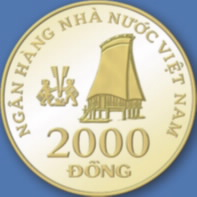 NGÂN HÀNG NHÀ NƯỚC VIỆT NAM
2000
ĐỒNG